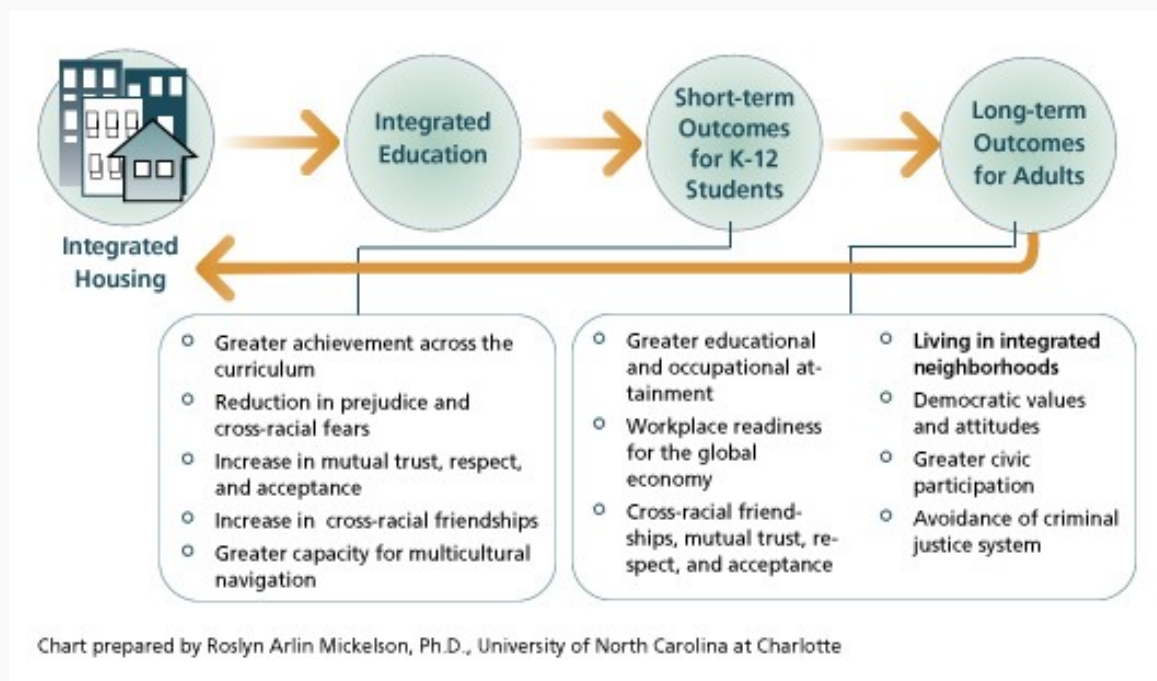 Integrated
Housing
Integrated
Education
Short-term
Outcomes
for K-12
Students
Long-term
Outcomes
for Adults
Greater achievement across the
curriculum
Reduction in prejudice and
cross-racial fears
Increase in mutual trust, respect,
and acceptance
Increase in cross-racial friendships
Greater capacity for multicultural
navigation
Greater educational
and occupational at-
tainment
Workplace readiness
for the global
economy
Cross-racial friend-
ships, mutual trust, re-
spect, and acceptance
Living in integrated
neighborhoods
Democratic values
and attitudes
Greater civic
participation
Avoidance of criminal
justice system
Chart prepared by Roslyn Arlin Mickelson, Ph.D., University of North Carolina at Charlotte